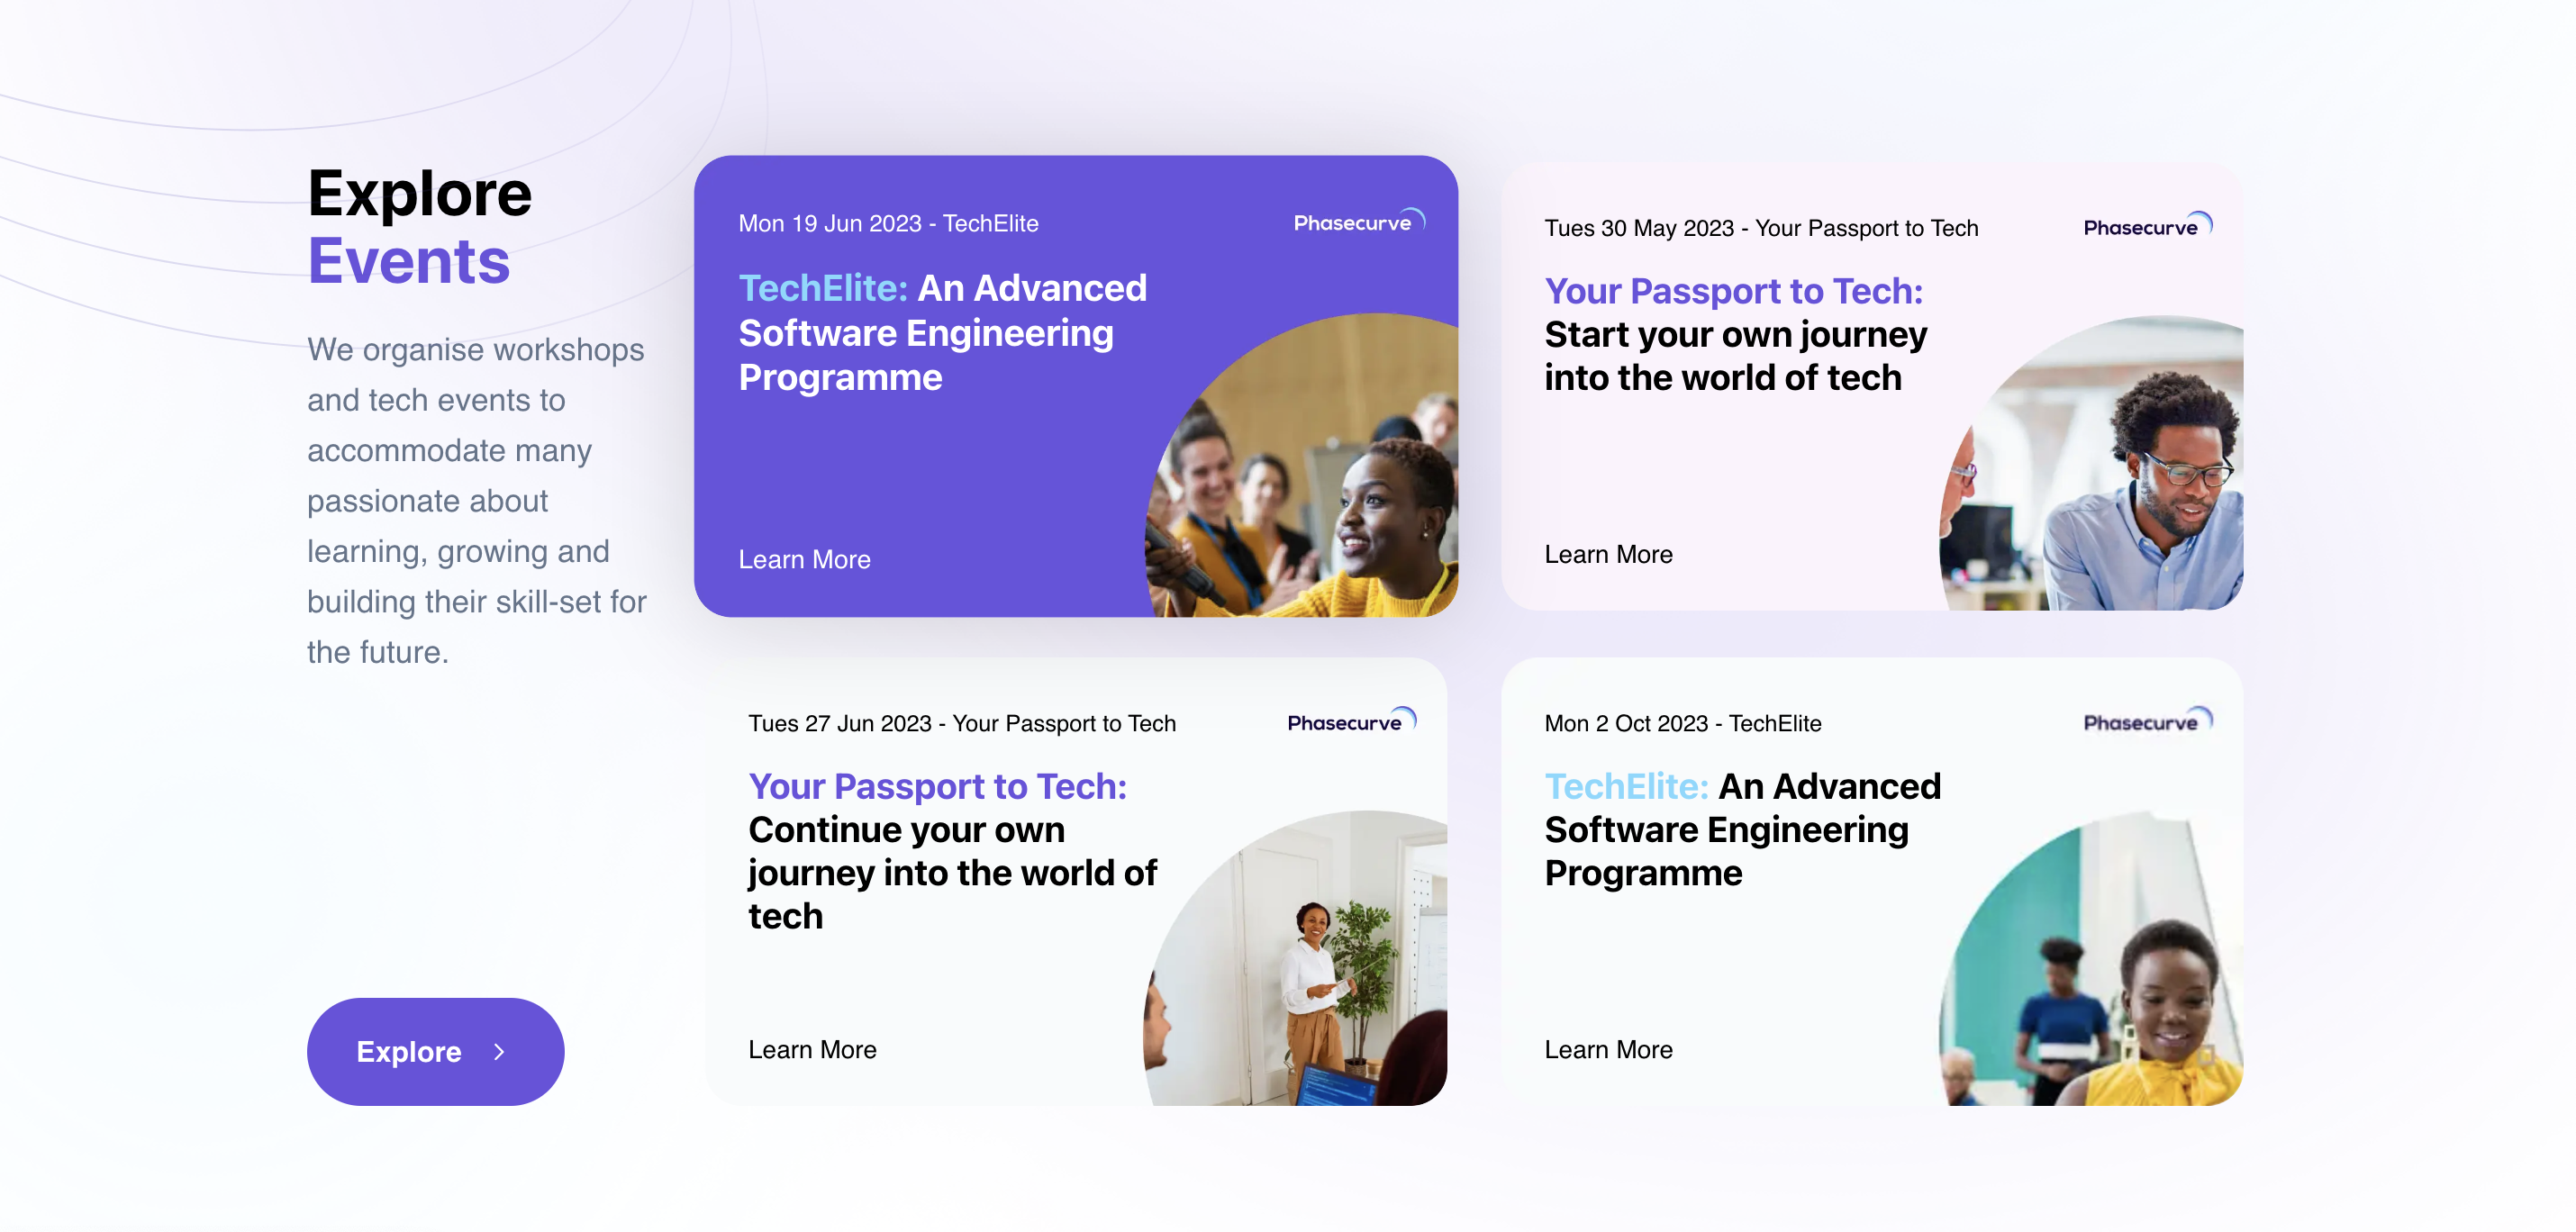 Explore
Events
We organise workshops
and tech events to
accommodate many
passionate about
learning, growing and
building their skill-set for
the future.
Explore
Mon 19 Jun 2023 - TechElite
Phasecurve
TechElite: An Advanced
Software Engineering
Programme
Learn More
Tues 30 May 2023 - Your Passport to Tech
Phasecurve
Your Passport to Tech:
Start your own journey
into the world of tech
Learn More
Tues 27 Jun 2023 - Your Passport to Tech
Phasecurve
Your Passport to Tech:
Continue your own
journey into the world of
tech
Learn More
Mon 2 Oct 2023 - TechElite
Phasecurve
TechElite: An Advanced
Software Engineering
Programme
Learn More